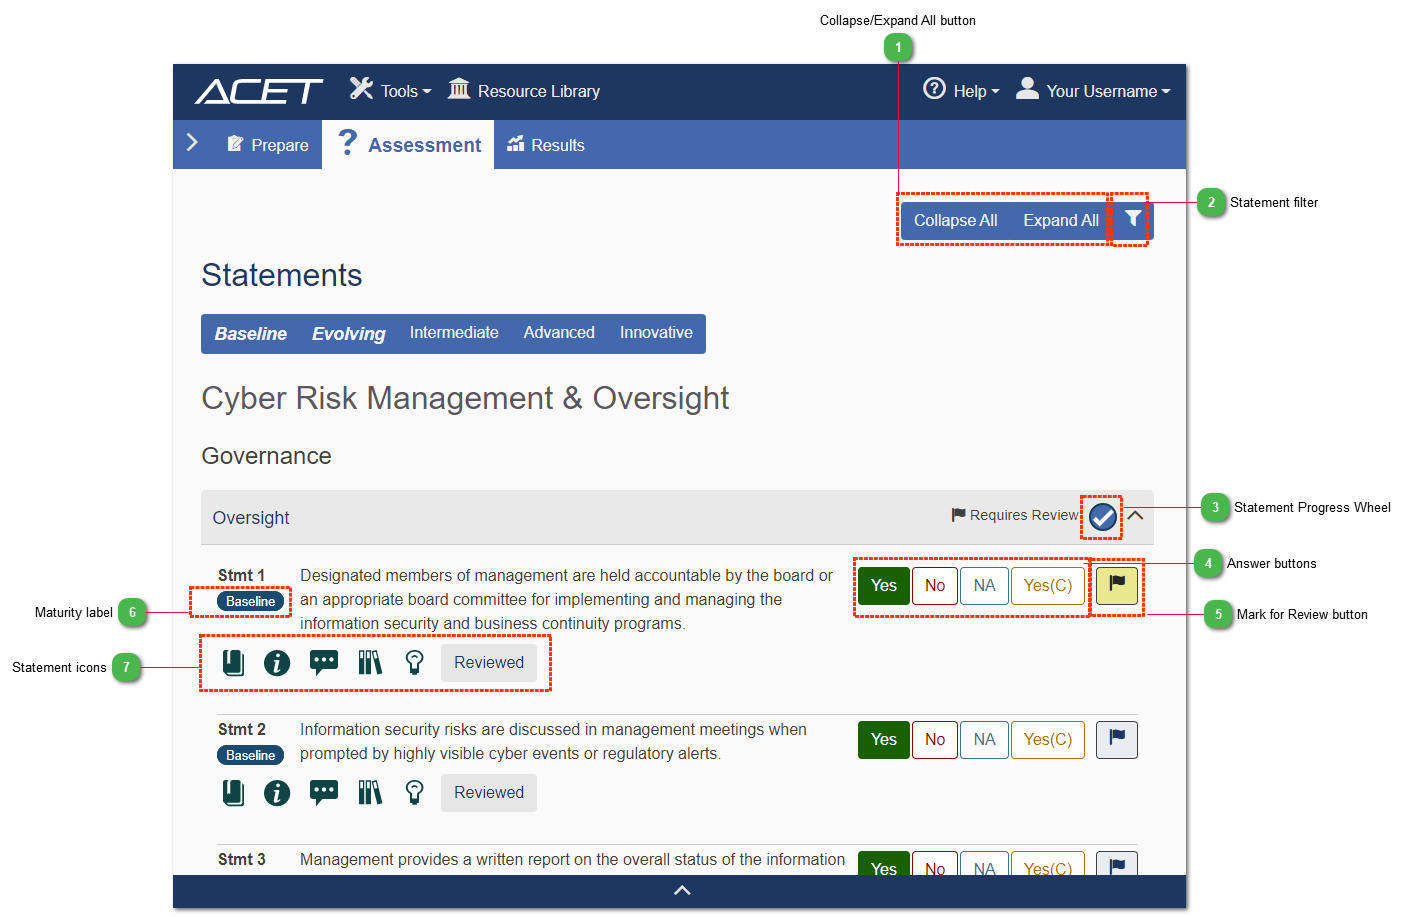 Collapse/Expand All button
1
ACET
Tools
Resource Library
Help
Your Username
Prepare
? Assessment
Results
2
Statement filter
Collapse All
Expand All
Statements
Baseline
Evolving
Intermediate
Advanced
Innovative
Cyber Risk Management & Oversight
Governance
Oversight
Requires Review
3
Statement Progress Wheel
Stmt 1
Designated members of management are held accountable by the board or
an appropriate board committee for implementing and managing the
information security and business continuity programs.
Baseline
Yes
No
NA
Yes(C)
4
Answer buttons
5
Mark for Review button
Maturity label
6
Statement icons
7
Reviewed
Stmt 2
Information security risks are discussed in management meetings when
prompted by highly visible cyber events or regulatory alerts.
Baseline
Yes
No
NA
Yes(C)
Reviewed
Stmt 3
Management provides a written report on the overall status of the information
Yes
No
NA
Yes(C)